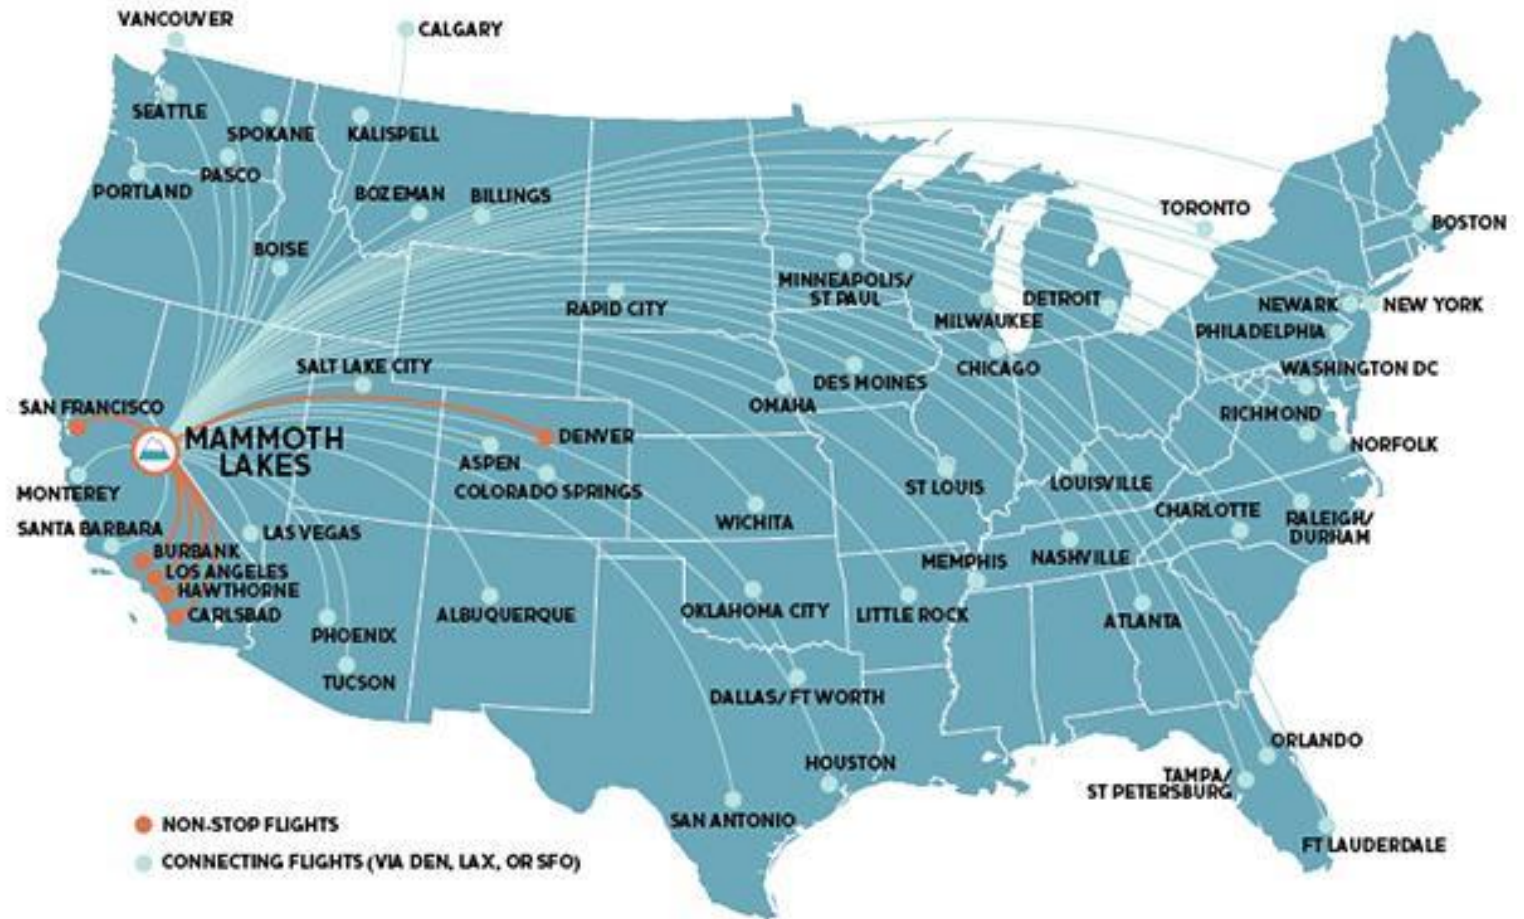 VANCOUVER
CALGARY
SEATTLE
SPOKANE
KALISPELL
PASCO
PORTLAND
BOZEMAN
BILLINGS
TORONTO
BOSTON
BOISE
MINNEAPOLIS/
ST PAUL
DETROIT
NEWARK
NEW YORK
RAPID CITY
MILWAUKEE
PHILADELPHIA
SALT LAKE CITY
CHICAGO
WASHINGTON DC
DES MOINES
SAN FRANCISCO
OMAHA
RICHMOND
MAMMOTH
LAKES
DENVER
NORFOLK
ASPEN
COLORADO SPRINGS
MONTEREY
ST LOUIS
LOUISVILLE
CHARLOTTE
WICHITA
RALEIGH/
DURHAM
SANTA BARBARA
LAS VEGAS
BURBANK
MEMPHIS
NASHVILLE
LOS ANGELES
HAWTHORNE
CARLSBAD
ALBUQUERQUE
OKLAHOMA CITY
LITTLE ROCK
ATLANTA
PHOENIX
TUCSON
DALLAS/FT WORTH
ORLANDO
HOUSTON
TAMPA/
ST PETERSBURG
SAN ANTONIO
FT LAUDERDALE
NON-STOP FLIGHTS
CONNECTING FLIGHTS (VIA DEN, LAX, OR SFO)